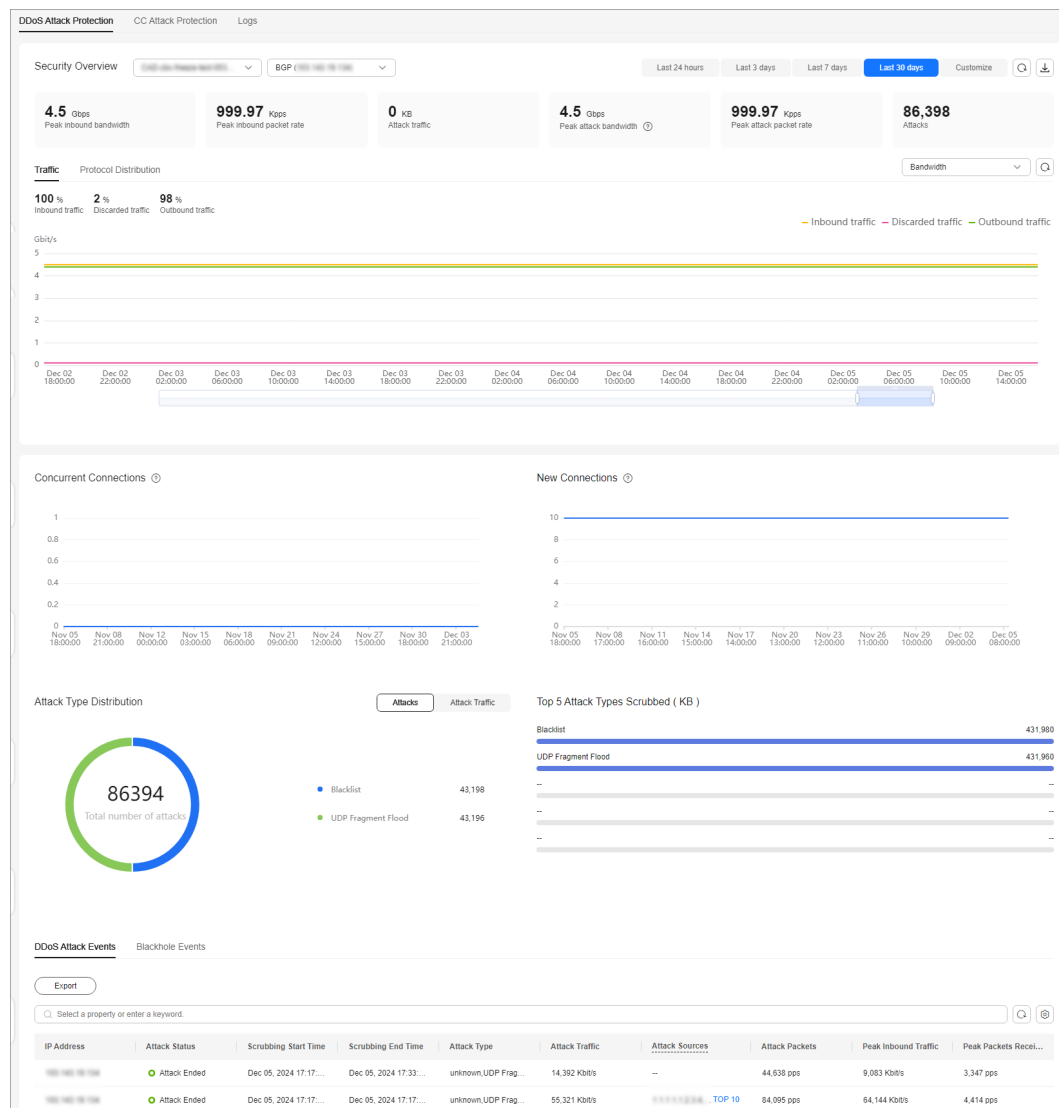 DDoS Attack Protection CC Attack Protection Logs
Security Overview BGP ( Last 24 hours Last 3 days Last 7 days Last 30 days Customize
4.5 Gbps 999.97 Kpps 0 KB 4.5 Gbps 999.97 Kpps 86,398
Peak inbound bandwidth Peak inbound packet rate Attack traffic Peak attack bandwidth ? Peak attack packet rate Attacks
Traffic Protocol Distribution Bandwidth
100 % 2 % 98 %
Inbound traffic Discarded traffic Outbound traffic
Inbound traffic Discarded traffic Outbound traffic
Gbit/s
5
4
3
2
1
0
Dec 02 Dec 02 Dec 03 Dec 03 Dec 03 Dec 03 Dec 03 Dec 03 Dec 04 Dec 04 Dec 04 Dec 04 Dec 04 Dec 04 Dec 05 Dec 05 Dec 05 Dec 05
18:00:00 22:00:00 02:00:00 06:00:00 10:00:00 14:00:00 18:00:00 22:00:00 02:00:00 06:00:00 10:00:00 14:00:00 18:00:00 22:00:00 02:00:00 06:00:00 10:00:00 14:00:00
Concurrent Connections ?
1
0.8
0.6
0.4
0.2
0
Nov 05 Nov 08 Nov 12 Nov 15 Nov 18 Nov 21 Nov 24 Nov 27 Nov 30 Dec 03
18:00:00 21:00:00 00:00:00 03:00:00 06:00:00 09:00:00 12:00:00 15:00:00 18:00:00 21:00:00
New Connections ?
10
8
6
4
2
0
Nov 05 Nov 08 Nov 11 Nov 14 Nov 17 Nov 20 Nov 23 Nov 26 Nov 29 Dec 02 Dec 05
18:00:00 17:00:00 16:00:00 15:00:00 14:00:00 13:00:00 12:00:00 11:00:00 10:00:00 09:00:00 08:00:00
Attack Type Distribution Attacks Attack Traffic
86394
Total number of attacks
Blacklist 43,198
UDP Fragment Flood 43,196
Top 5 Attack Types Scrubbed ( KB )
Blacklist 431,980
UDP Fragment Flood 431,960
-- --
-- --
-- --
DDoS Attack Events Blackhole Events
Export
Select a property or enter a keyword.
IP Address Attack Status Scrubbing Start Time Scrubbing End Time Attack Type Attack Traffic Attack Sources Attack Packets Peak Inbound Traffic Peak Packets Recei...
Attack Ended Dec 05, 2024 17:17:... Dec 05, 2024 17:33:... unknown,UDP Frag... 14,392 Kbit/s -- 44,638 pps 9,083 Kbit/s 3,347 pps
Attack Ended Dec 05, 2024 17:17:... Dec 05, 2024 17:17:... unknown,UDP Frag... 55,321 Kbit/s TOP 10 84,095 pps 64,144 Kbit/s 4,414 pps